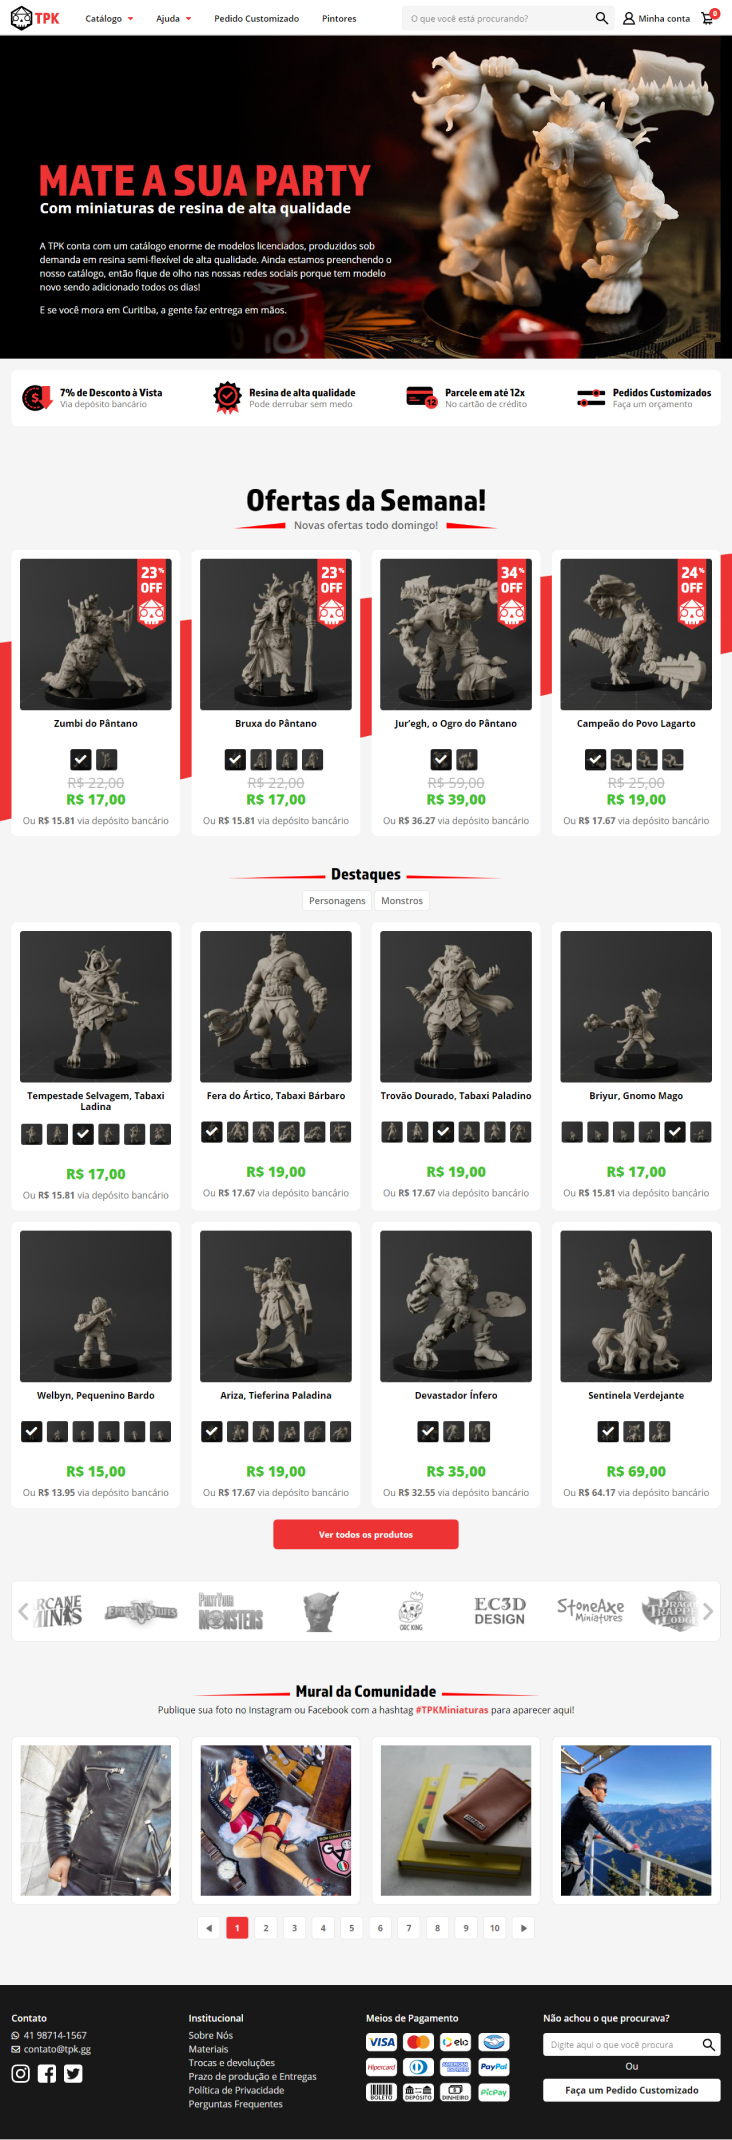 TPK
Catálogo
Ajuda
Pedido Customizado
Pintores
O que você está procurando?
Minha conta
0
MATE A SUA PARTY
Com miniaturas de resina de alta qualidade
A TPK conta com um catálogo enorme de modelos licenciados, produzidos sob
demanda em resina semi-flexível de alta qualidade. Ainda estamos preenchendo o
nosso catálogo, então fique de olho nas nossas redes sociais porque tem modelo
novo sendo adicionado todos os dias!
E se você mora em Curitiba, a gente faz entrega em mãos.
7% de Desconto à Vista
Via depósito bancário
Resina de alta qualidade
Pode derrubar sem medo
12
Parcele em até 12x
No cartão de crédito
Pedidos Customizados
Faça um orçamento
Ofertas da Semana!
Novas ofertas todo domingo!
23%
OFF
Zumbi do Pântano
R$ 22,00
R$ 17,00
Ou R$ 15.81 via depósito bancário
23%
OFF
Bruxa do Pântano
R$ 22,00
R$ 17,00
Ou R$ 15.81 via depósito bancário
34%
OFF
Jur'egh, o Ogro do Pântano
R$ 59,00
R$ 39,00
Ou R$ 36.27 via depósito bancário
24%
OFF
Campeão do Povo Lagarto
R$ 25,00
R$ 19,00
Ou R$ 17.67 via depósito bancário
Destaques
Personagens
Monstros
Tempestade Selvagem, Tabaxi
Ladina
R$ 17,00
Ou R$ 15.81 via depósito bancário
Fera do Ártico, Tabaxi Bárbaro
R$ 19,00
Ou R$ 17.67 via depósito bancário
Trovão Dourado, Tabaxi Paladino
R$ 19,00
Ou R$ 17.67 via depósito bancário
Briyur, Gnomo Mago
R$ 17,00
Ou R$ 15.81 via depósito bancário
Welbyn, Pequenino Bardo
R$ 15,00
Ou R$ 13.95 via depósito bancário
Ariza, Tieferina Paladina
R$ 19,00
Ou R$ 17.67 via depósito bancário
Devastador Ínfero
R$ 35,00
Ou R$ 32.55 via depósito bancário
Sentinela Verdejante
R$ 69,00
Ou R$ 64.17 via depósito bancário
Ver todos os produtos
RCANE
MINIS
EPICS 'N' STUFFS
PRINT YOUR
MONSTERS
ORC KING
EC3D
DESIGN
StoneAxe
Miniatures
DRAGO
TRAPPE
LODGE
Mural da Comunidade
Publique sua foto no Instagram ou Facebook com a hashtag #TPKMiniaturas para aparecer aqui!
1
2
3
4
5
6
7
8
9
10
Contato
41 98714-1567
contato@tpk.gg
Institucional
Sobre Nós
Materiais
Trocas e devoluções
Prazo de produção e Entregas
Política de Privacidade
Perguntas Frequentes
Meios de Pagamento
VISA
elo
Hipercard
AMERICAN
EXPRESS
PayPal
BOLETO
DEPÓSITO
DINHEIRO
PicPay
Não achou o que procurava?
Digite aqui o que você procura
Ou
Faça um Pedido Customizado